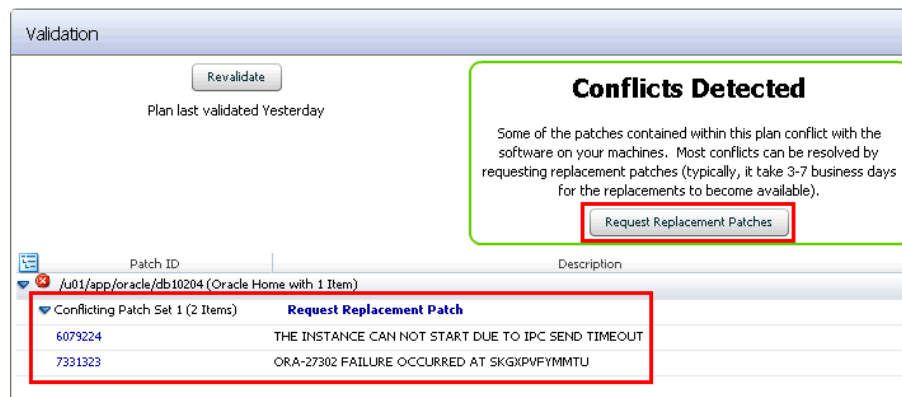 Validation
Revalidate
Plan last validated Yesterday
Conflicts Detected
Some of the patches contained within this plan conflict with the
software on your machines. Most conflicts can be resolved by
requesting replacement patches (typically, it take 3-7 business days
for the replacements to become available).
Request Replacement Patches
Patch ID Description
/u01/app/oracle/db10204 (Oracle Home with 1 Item)
Conflicting Patch Set 1 (2 Items) Request Replacement Patch
6079224 THE INSTANCE CAN NOT START DUE TO IPC SEND TIMEOUT
7331323 ORA-27302 FAILURE OCCURRED AT SKGXPVFYMMTU